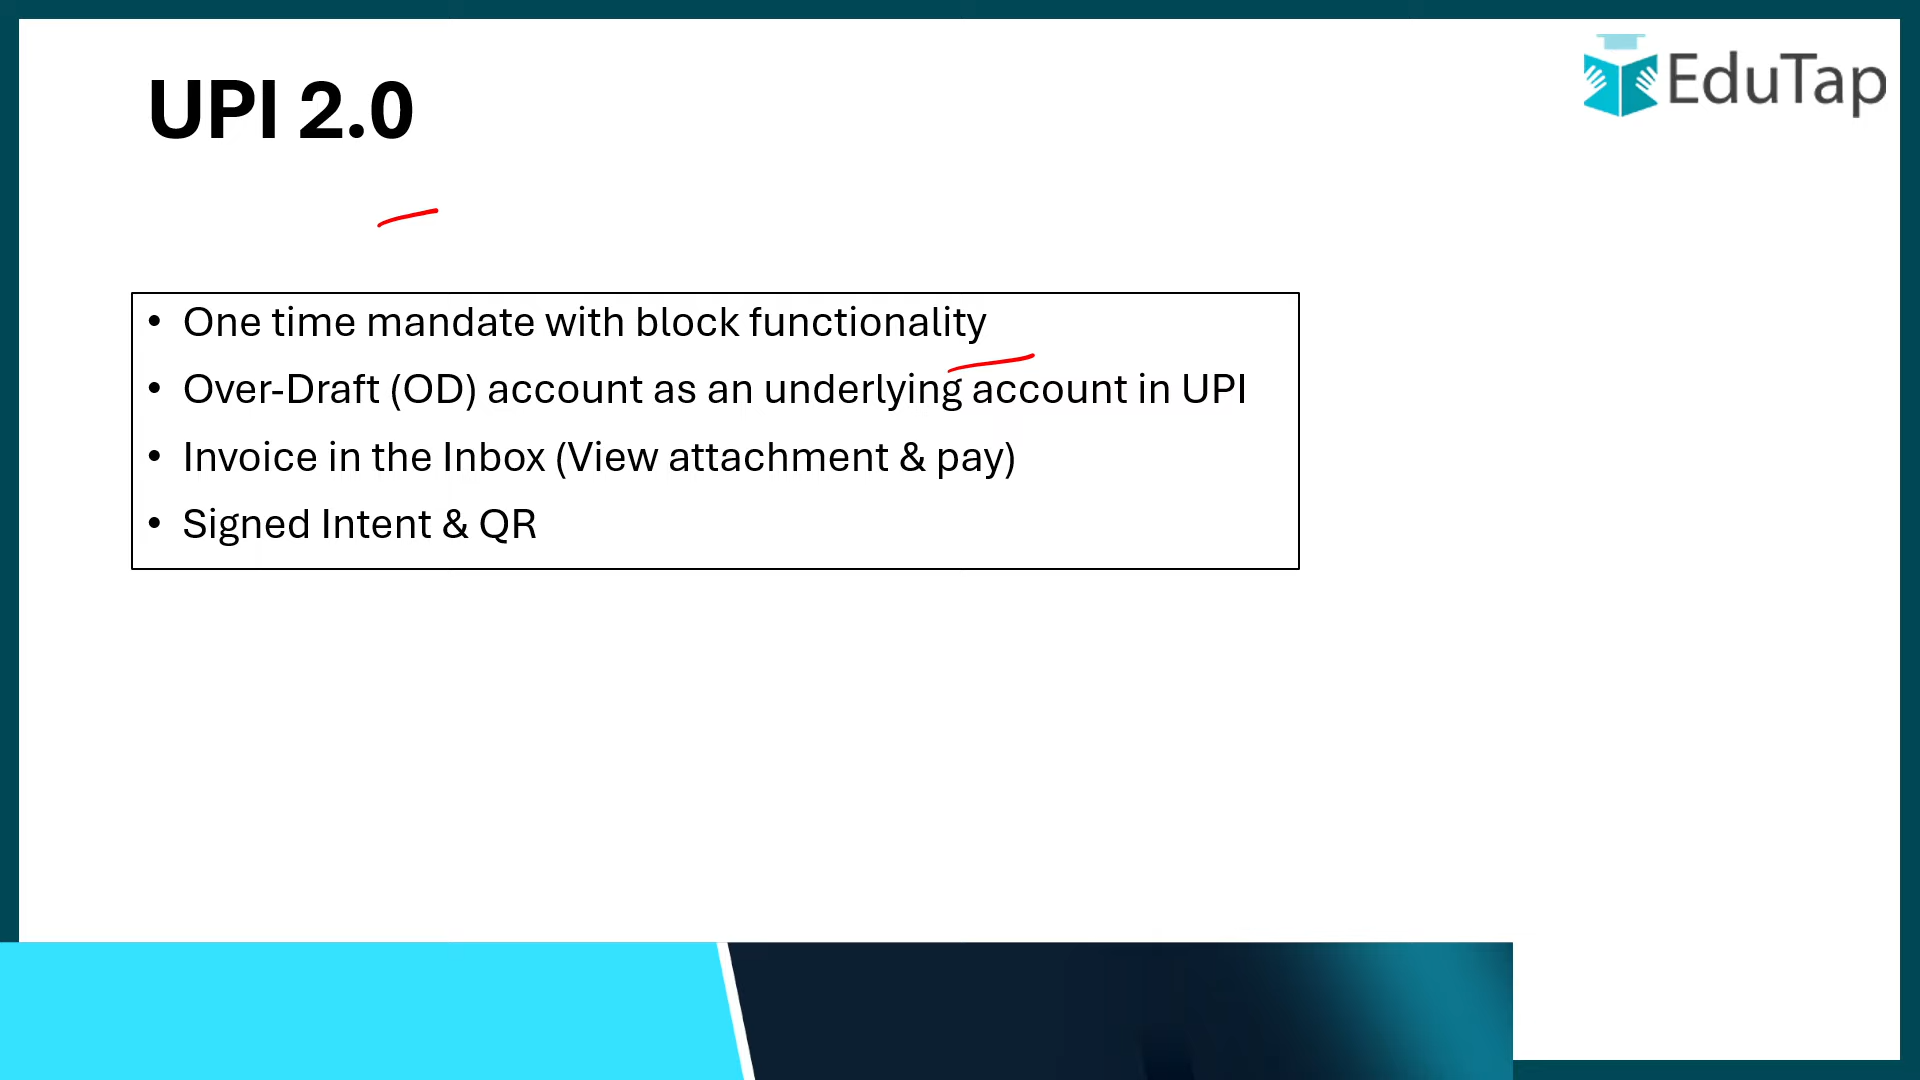 UPI 2.0
EduTap
• One time mandate with block functionality
• Over-Draft (OD) account as an underlying account in UPI
• Invoice in the Inbox (View attachment & pay)
• Signed Intent & QR